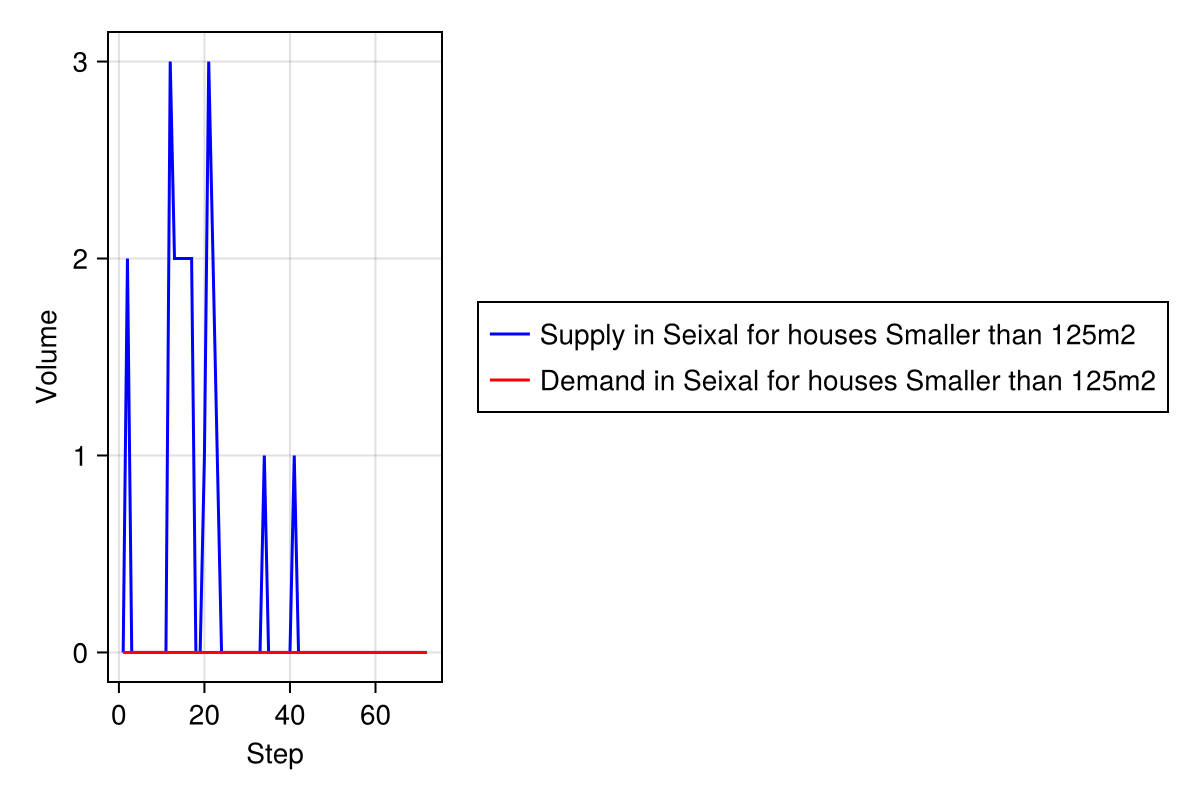 3
2
1
0
Volume
0 20 40 60
Step
Supply in Seixal for houses Smaller than 125m2
Demand in Seixal for houses Smaller than 125m2